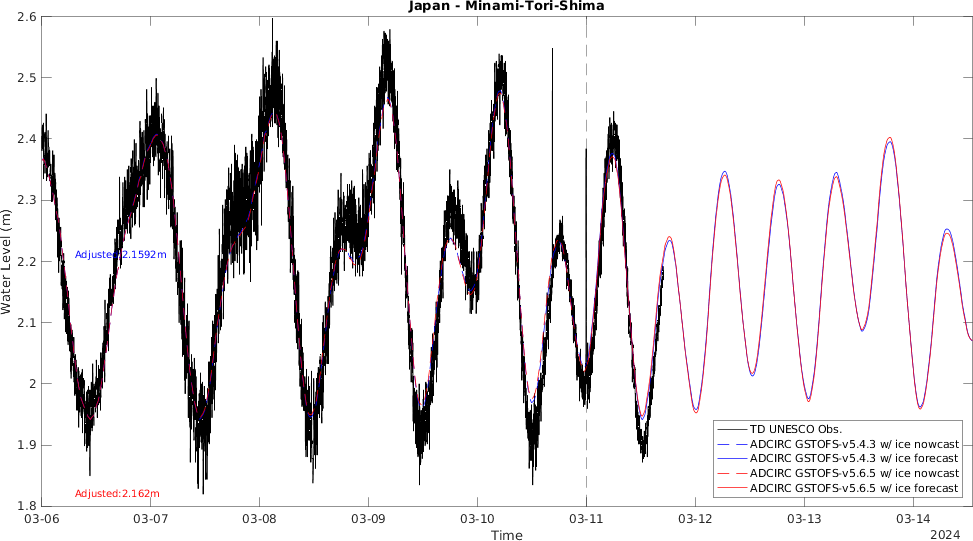 Japan - Minami-Tori-Shima
2.6
2.5
2.4
2.3
2.2
2.1
2
1.9
1.8
Water Level (m)
Adjusted:2.1592m
Adjusted:2.162m
TD UNESCO Obs.
ADCIRC GSTOFS-v5.4.3 w/ ice nowcast
ADCIRC GSTOFS-v5.4.3 w/ ice forecast
ADCIRC GSTOFS-v5.6.5 w/ ice nowcast
ADCIRC GSTOFS-v5.6.5 w/ ice forecast
03-06 03-07 03-08 03-09 03-10 03-11 03-12 03-13 03-14
Time
2024